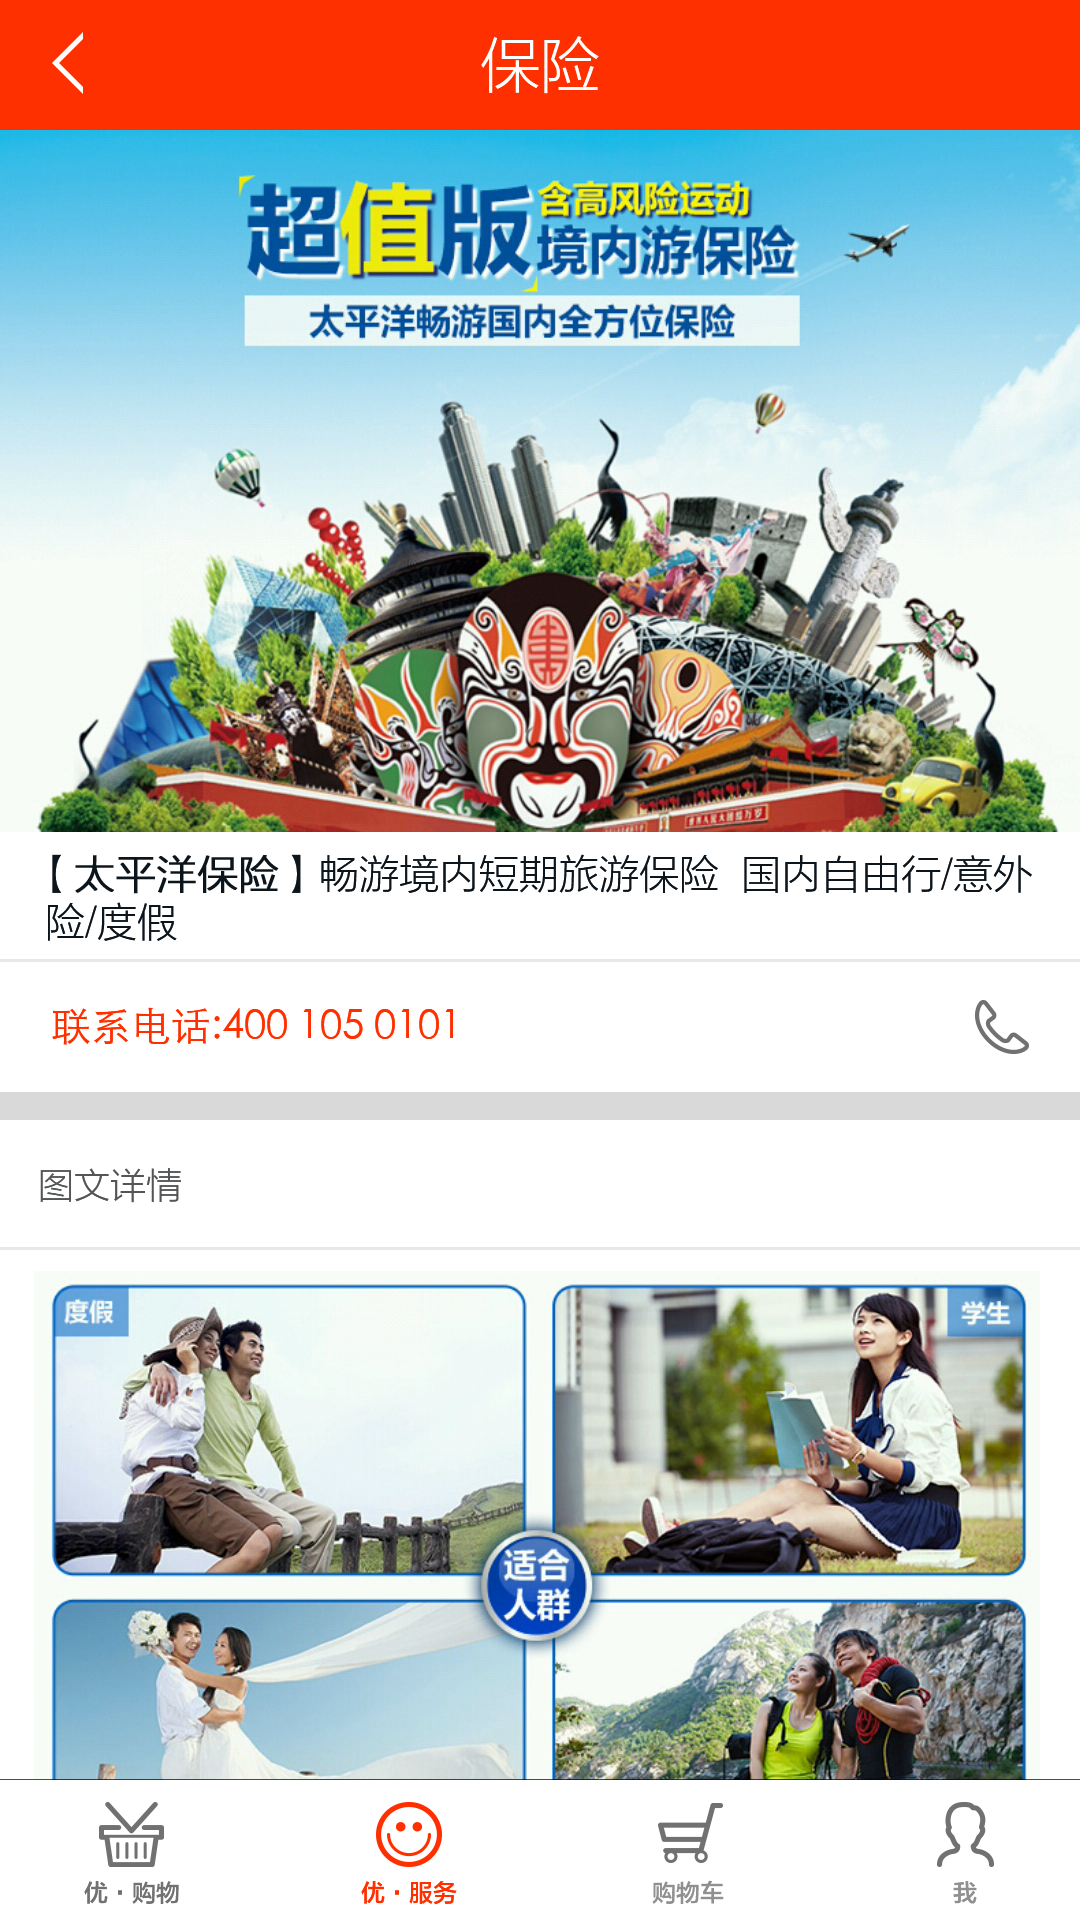 保险
超值版
含高风险运动
境内游保险
太平洋畅游国内全方位保险
【太平洋保险】畅游境内短期旅游保险 国内自由行/意外
险/度假
联系电话:400 105 0101
图文详情
度假
学生
适合
人群
优·购物
优·服务
购物车
我